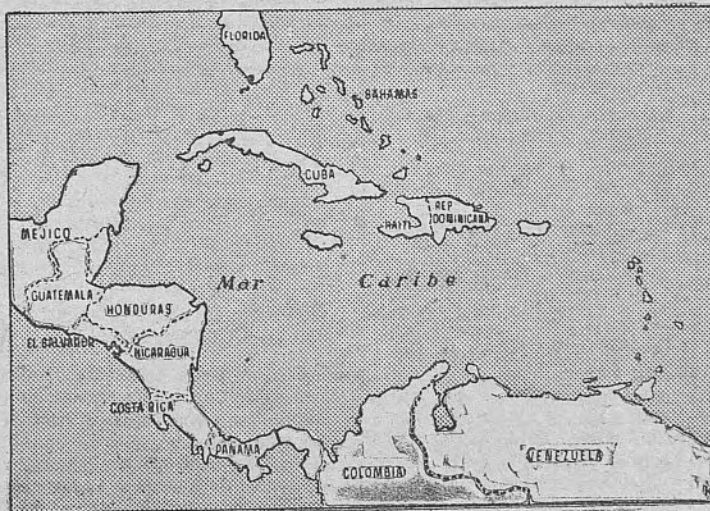 FLORIDA
BAHAMAS
CUBA
HAITI
REP.
DOMINICANA
MEJICO
Mar Caribe
GUATEMALA
HONDURAS
EL SALVADOR
NICARAGUA
COSTA RICA
PANAMA
COLOMBIA
VENEZUELA